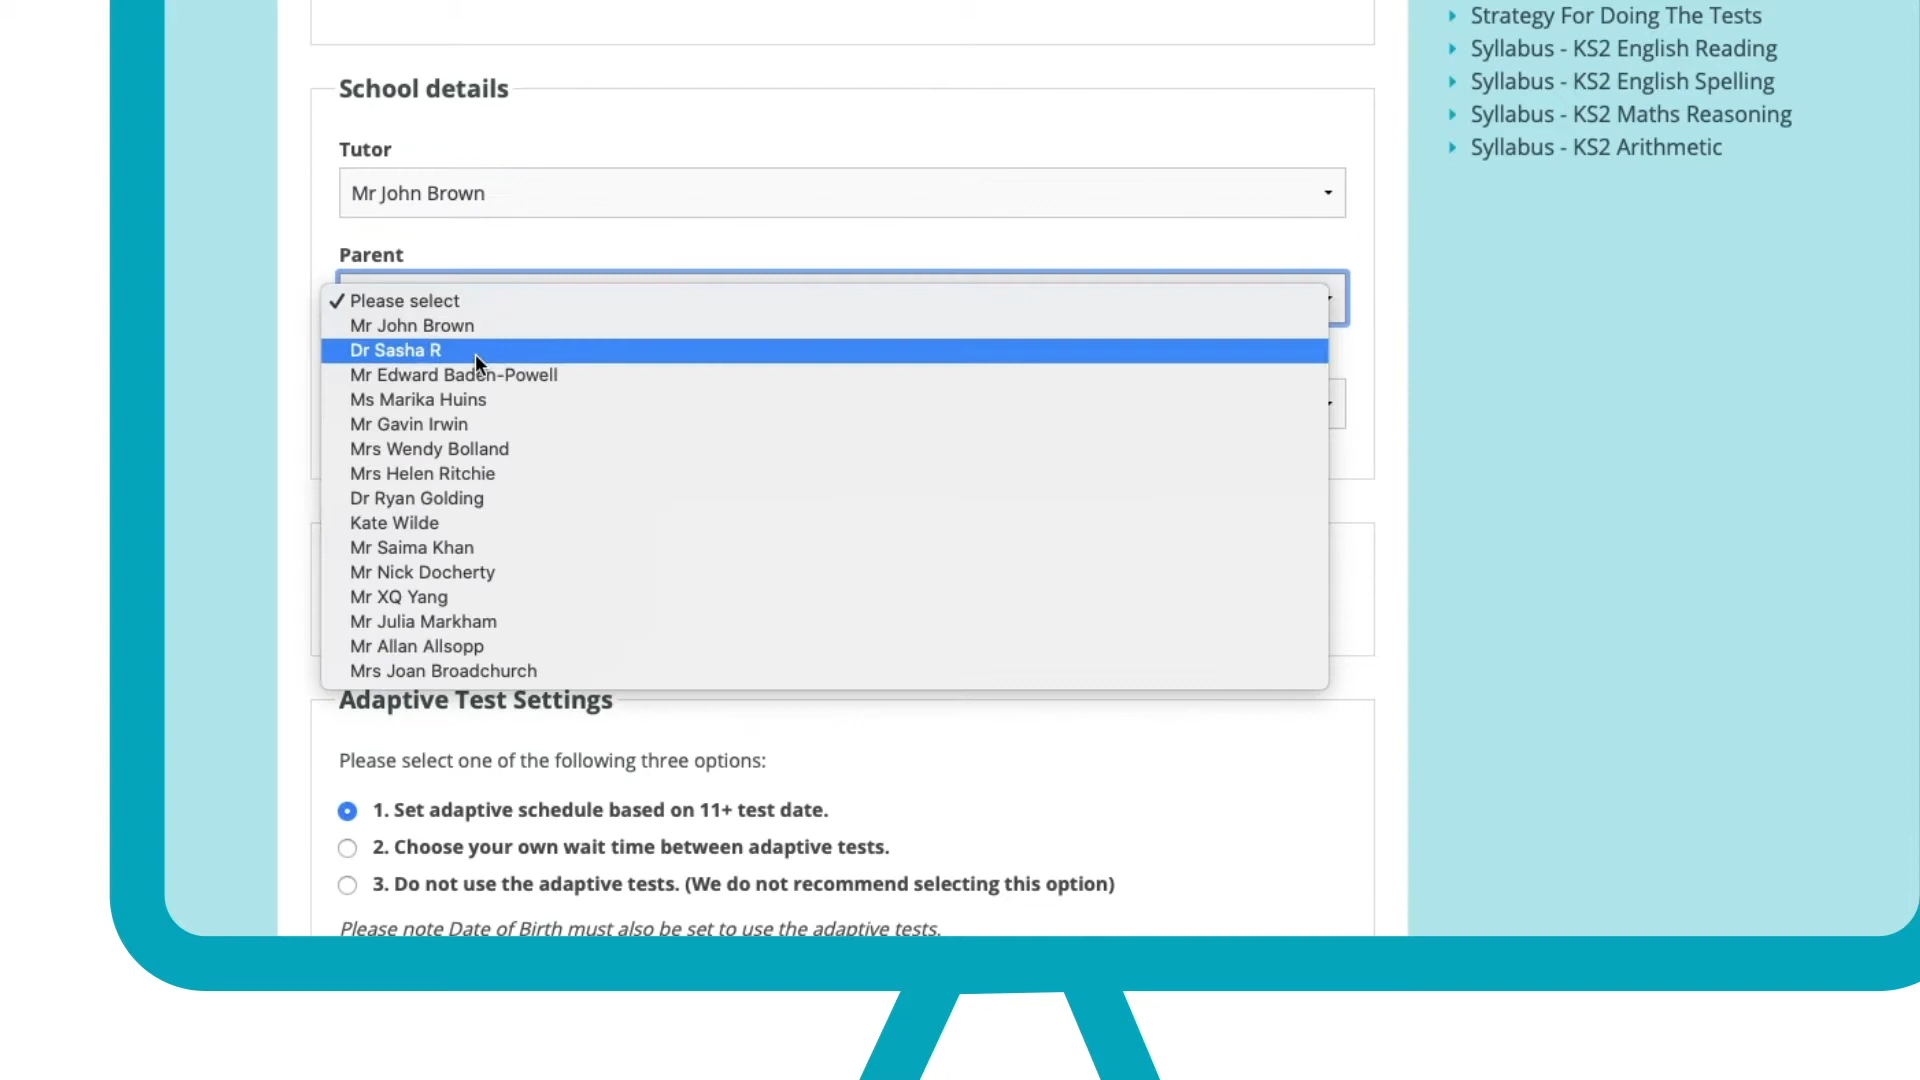 School details
Tutor
Mr John Brown
Parent
✓ Please select
Mr John Brown
Dr Sasha R
Mr Edward Baden-Powell
Ms Marika Huins
Mr Gavin Irwin
Mrs Wendy Bolland
Mrs Helen Ritchie
Dr Ryan Golding
Kate Wilde
Mr Saima Khan
Mr Nick Docherty
Mr XQ Yang
Mr Julia Markham
Mr Allan Allsopp
Mrs Joan Broadchurch
Adaptive Test Settings
Please select one of the following three options:
1. Set adaptive schedule based on 11+ test date.
2. Choose your own wait time between adaptive tests.
3. Do not use the adaptive tests. (We do not recommend selecting this option)
Please note Date of Birth must also be set to use the adaptive tests.
Strategy For Doing The Tests
Syllabus - KS2 English Reading
Syllabus - KS2 English Spelling
Syllabus - KS2 Maths Reasoning
Syllabus - KS2 Arithmetic